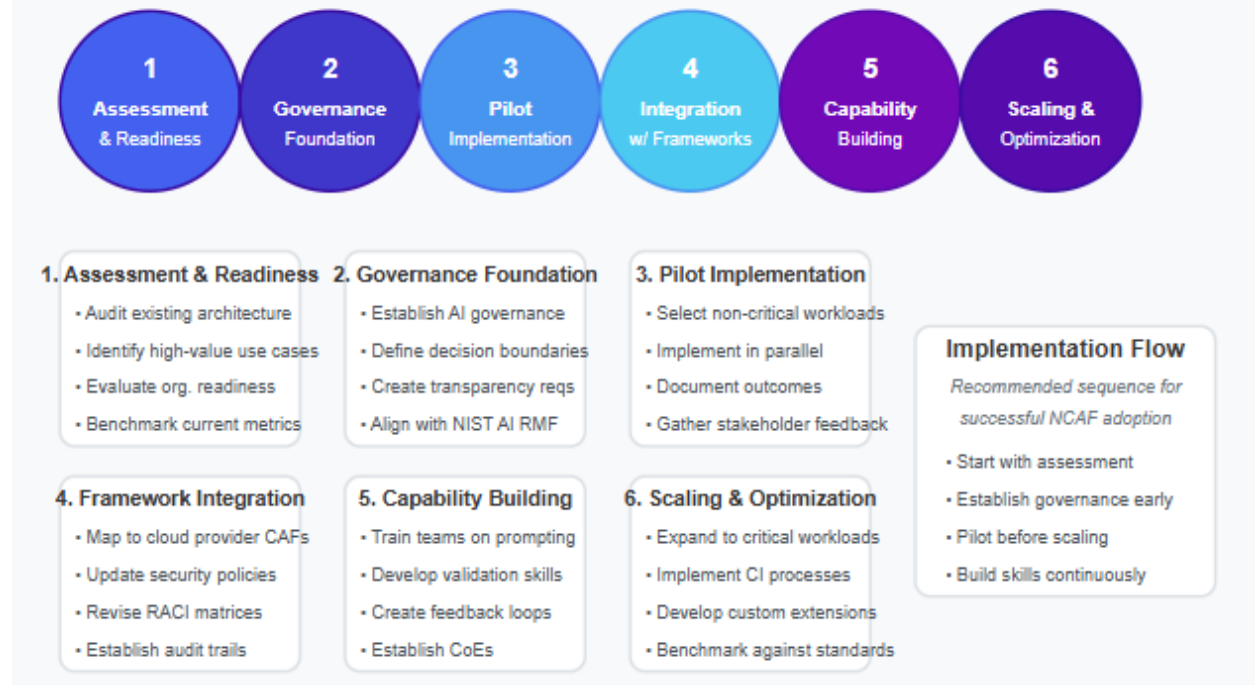 1
Assessment
& Readiness
2
Governance
Foundation
3
Pilot
Implementation
4
Integration
w/ Frameworks
5
Capability
Building
6
Scaling &
Optimization
1. Assessment & Readiness
• Audit existing architecture
• Identify high-value use cases
• Evaluate org. readiness
• Benchmark current metrics
2. Governance Foundation
• Establish AI governance
• Define decision boundaries
• Create transparency reqs
• Align with NIST AI RMF
3. Pilot Implementation
• Select non-critical workloads
• Implement in parallel
• Document outcomes
• Gather stakeholder feedback
4. Framework Integration
• Map to cloud provider CAFs
• Update security policies
• Revise RACI matrices
• Establish audit trails
5. Capability Building
• Train teams on prompting
• Develop validation skills
• Create feedback loops
• Establish CoEs
6. Scaling & Optimization
• Expand to critical workloads
• Implement CI processes
• Develop custom extensions
• Benchmark against standards
Implementation Flow
Recommended sequence for
successful NCAF adoption
• Start with assessment
• Establish governance early
• Pilot before scaling
• Build skills continuously